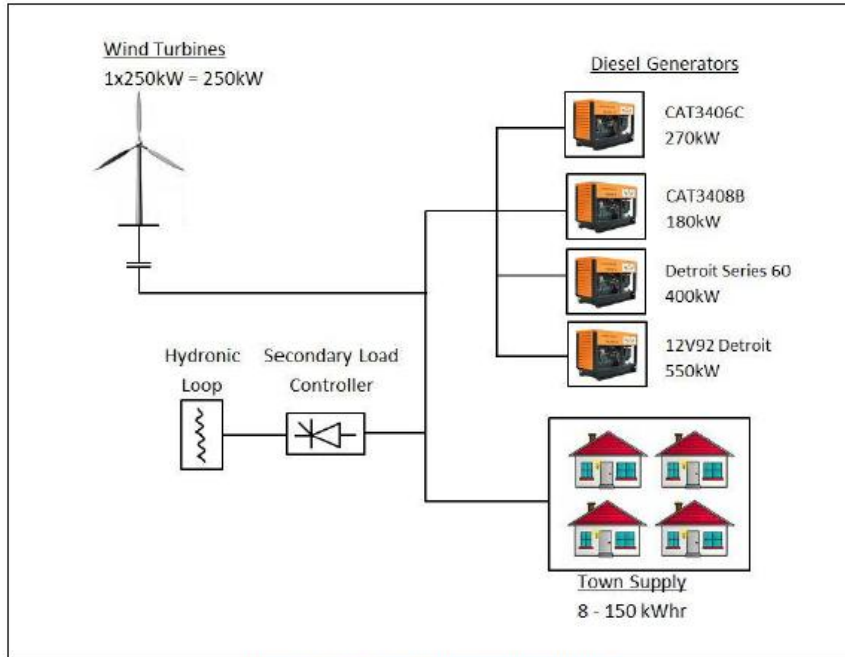 Wind Turbines
1x250kW = 250kW
Diesel Generators
CAT3406C
270kW
CAT3408B
180kW
Detroit Series 60
400kW
12V92 Detroit
550kW
Hydronic
Loop
Secondary Load
Controller
Town Supply
8 - 150 kWhr